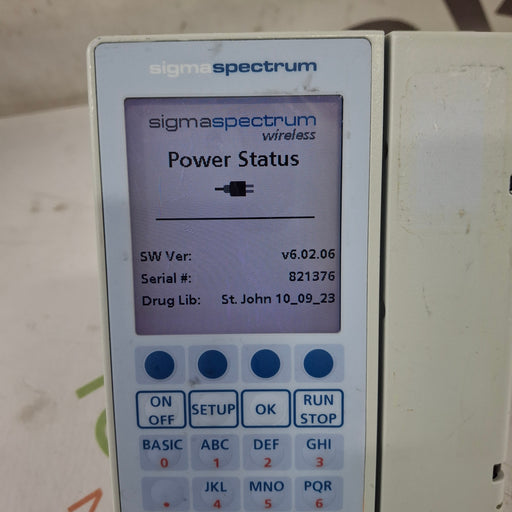 sigmaspectrum
sigmaspectrum
wireless
Power Status
SW Ver: v6.02.06
Serial #: 821376
Drug Lib: St. John 10_09_23
ON OFF SETUP OK RUN STOP
BASIC 0 ABC 1 DEF 2 GHI 3
. JKL 4 MNO 5 PQR 6